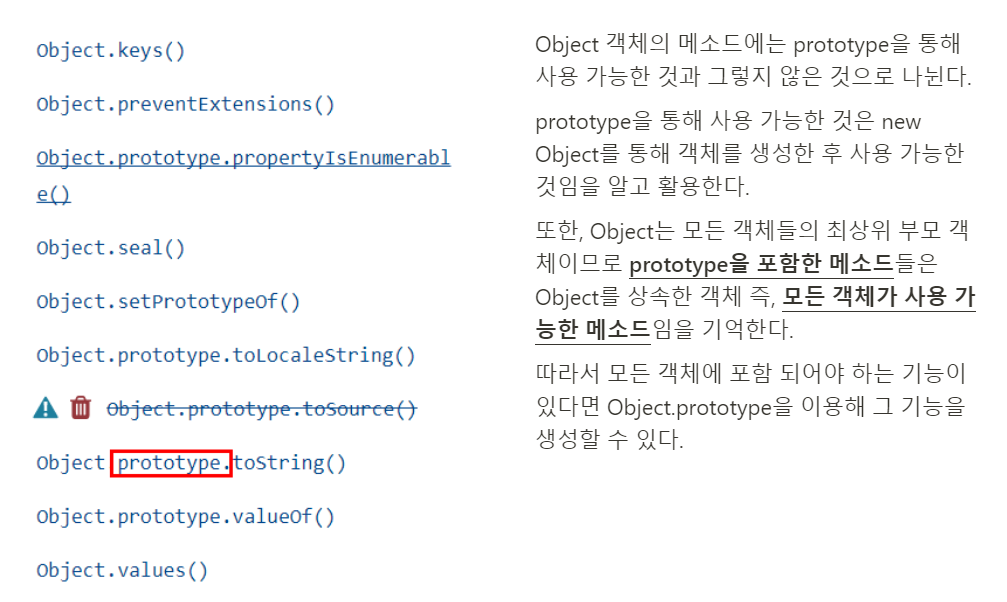 Object.keys()
Object.preventExtensions()
Object.prototype.propertyIsEnumerabl
e()
Object.seal()
Object.setPrototypeOf()
Object.prototype.toLocaleString()
Object.prototype.toSource()
Object.prototype.toString()
Object.prototype.valueOf()
Object.values()
Object 객체의 메소드에는 prototype을 통해
사용 가능한 것과 그렇지 않은 것으로 나뉜다.
prototype을 통해 사용 가능한 것은 new
Object를 통해 객체를 생성한 후 사용 가능한
것임을 알고 활용한다.
또한, Object는 모든 객체들의 최상위 부모 객
체이므로 prototype을 포함한 메소드들은
Object를 상속한 객체 즉, 모든 객체가 사용 가
능한 메소드임을 기억한다.
따라서 모든 객체에 포함 되어야 하는 기능이
있다면 Object.prototype을 이용해 그 기능을
생성할 수 있다.